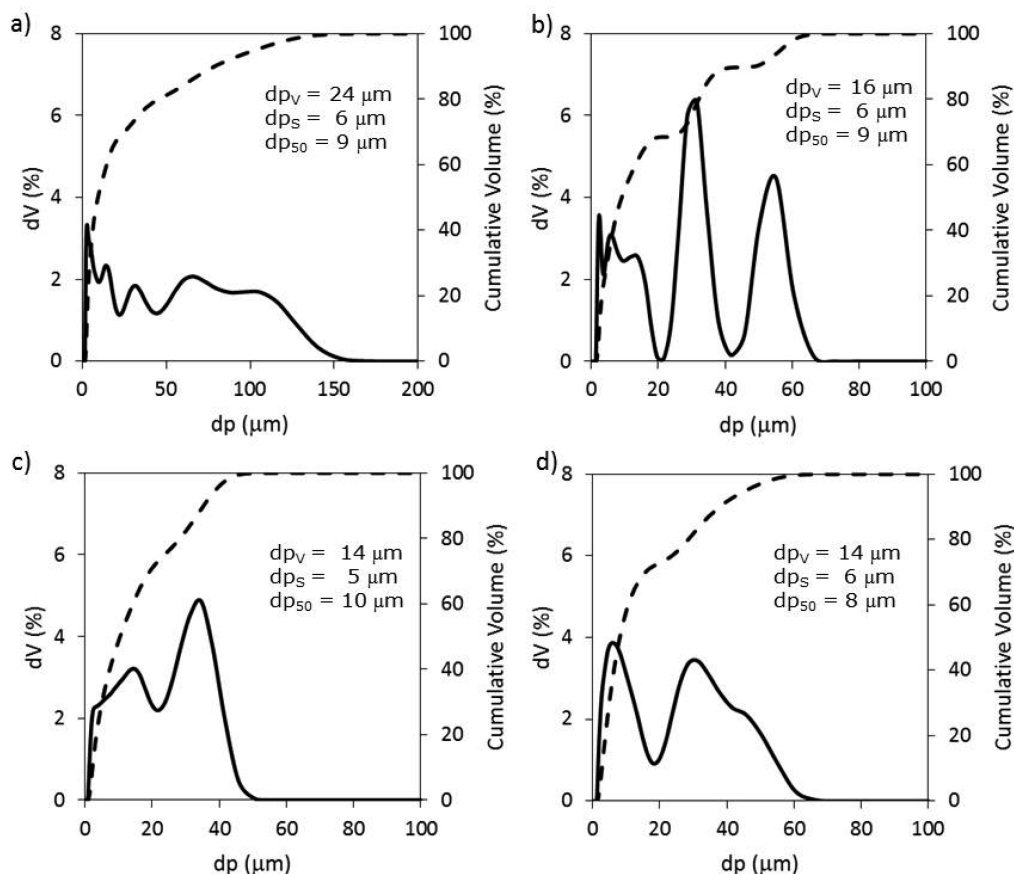 a)
8
6
4
2
0
dV (%)
100
80
60
40
20
0
Cumulative Volume (%)
dpV = 24 μm
dpS = 6 μm
dp50 = 9 μm
0 50 100 150 200
dp (μm)
b)
8
6
4
2
0
dV (%)
100
80
60
40
20
0
Cumulative Volume (%)
dpV = 16 μm
dpS = 6 μm
dp50 = 9 μm
0 20 40 60 80 100
dp (μm)
c)
8
6
4
2
0
dV (%)
100
80
60
40
20
0
Cumulative Volume (%)
dpV = 14 μm
dpS = 5 μm
dp50 = 10 μm
0 20 40 60 80 100
dp (μm)
d)
8
6
4
2
0
dV (%)
100
80
60
40
20
0
Cumulative Volume (%)
dpV = 14 μm
dpS = 6 μm
dp50 = 8 μm
0 20 40 60 80 100
dp (μm)